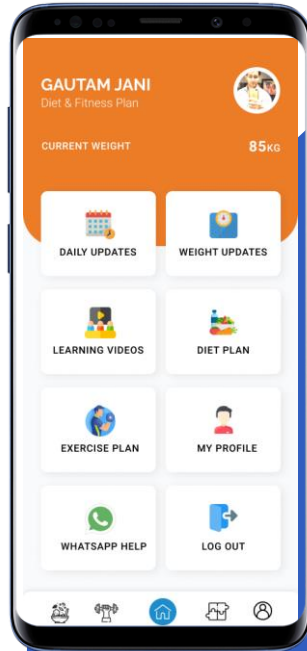 GAUTAM JANI
Diet & Fitness Plan
CURRENT WEIGHT 85KG
DAILY UPDATES WEIGHT UPDATES
LEARNING VIDEOS DIET PLAN
EXERCISE PLAN MY PROFILE
WHATSAPP HELP LOG OUT